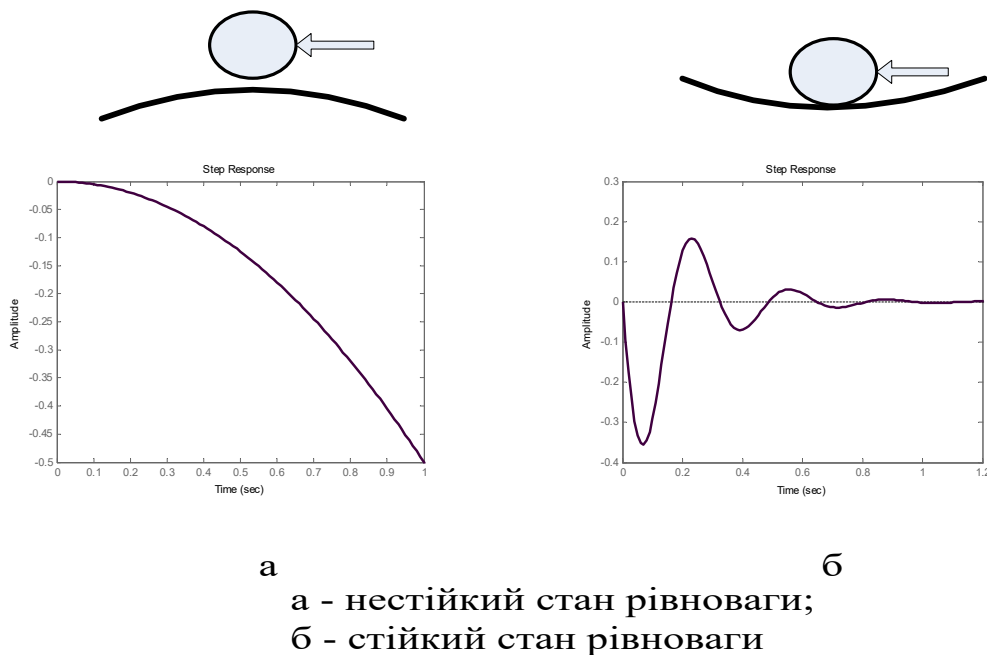 Step Response
0
-0.05
-0.1
-0.15
-0.2
-0.25
-0.3
-0.35
-0.4
-0.45
-0.5
Amplitude
0 0.1 0.2 0.3 0.4 0.5 0.6 0.7 0.8 0.9 1
Time (sec)
Step Response
0.3
0.2
0.1
0
-0.1
-0.2
-0.3
-0.4
Amplitude
0 0.2 0.4 0.6 0.8 1 1.2
Time (sec)
а б
а - нестійкий стан рівноваги;
б - стійкий стан рівноваги